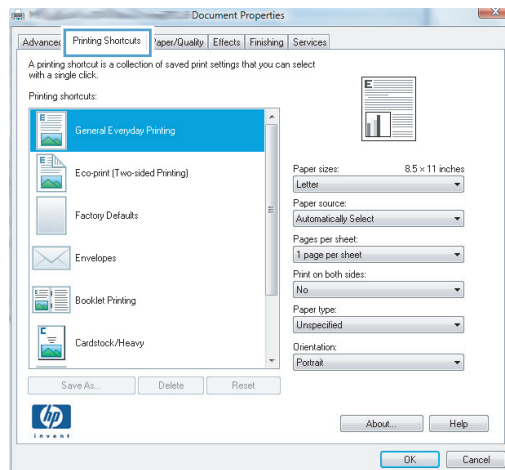 Document Properties
Advanced Printing Shortcuts Paper/Quality Effects Finishing Services
A printing shortcut is a collection of saved print settings that you can select
with a single click.
Printing shortcuts:
General Everyday Printing
Eco-print (Two-sided Printing)
Factory Defaults
Envelopes
Booklet Printing
Cardstock/Heavy
Save As... Delete Reset
E
Paper sizes: 8.5 × 11 inches
Letter
Paper source:
Automatically Select
Pages per sheet:
1 page per sheet
Print on both sides:
No
Paper type:
Unspecified
Orientation:
Portrait
hp
invent
About... Help
OK Cancel